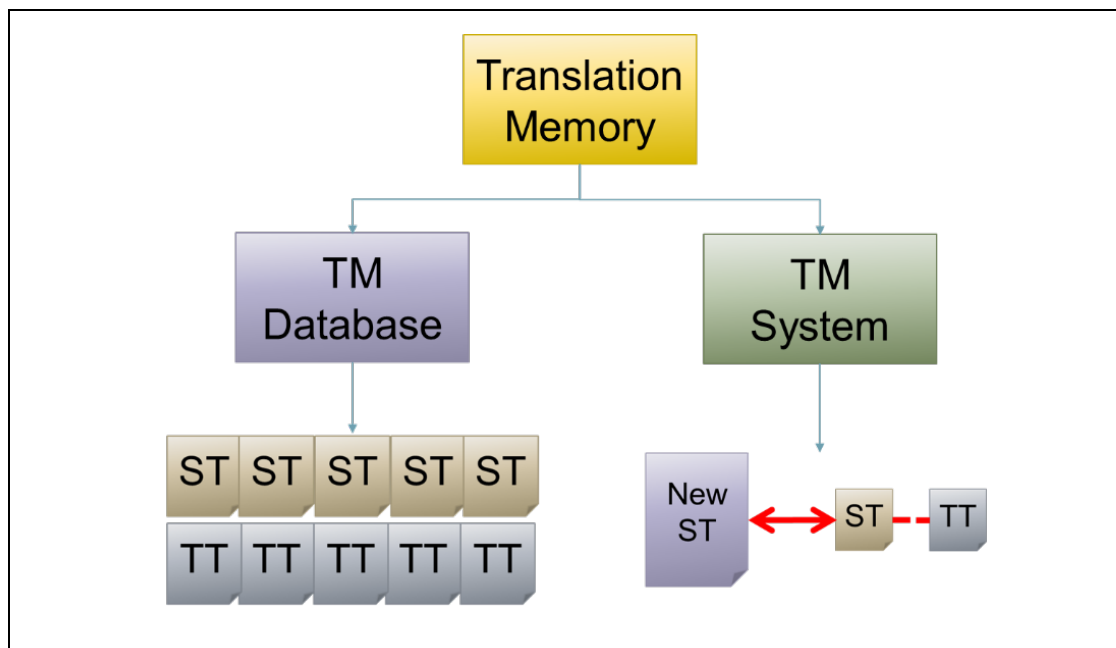 Translation
Memory
TM
Database
TM
System
ST ST ST ST ST
TT TT TT TT TT
New
ST
ST
TT